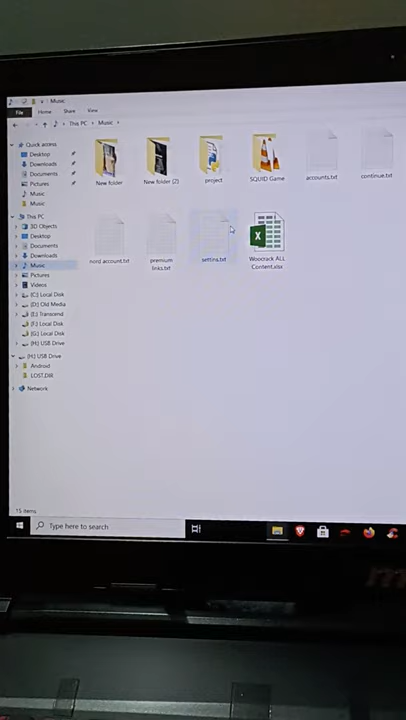 Music
File
Home
Share
View
This PC
Music
Quick access
Desktop
Downloads
Documents
Pictures
Music
Music
This PC
3D Objects
Desktop
Documents
Downloads
Music
Pictures
Videos
(C:) Local Disk
(D:) Old Media
(E:) Transcend
(F:) Local Disk
(G:) Local Disk
(H:) USB Drive
(H:) USB Drive
Android
LOST.DIR
Network
New folder
New folder (2)
project
SQUID Game
accounts.txt
continue.txt
nord account.txt
premium
links.txt
settins.txt
Woocrack ALL
Content.xlsx
15 items
Type here to search